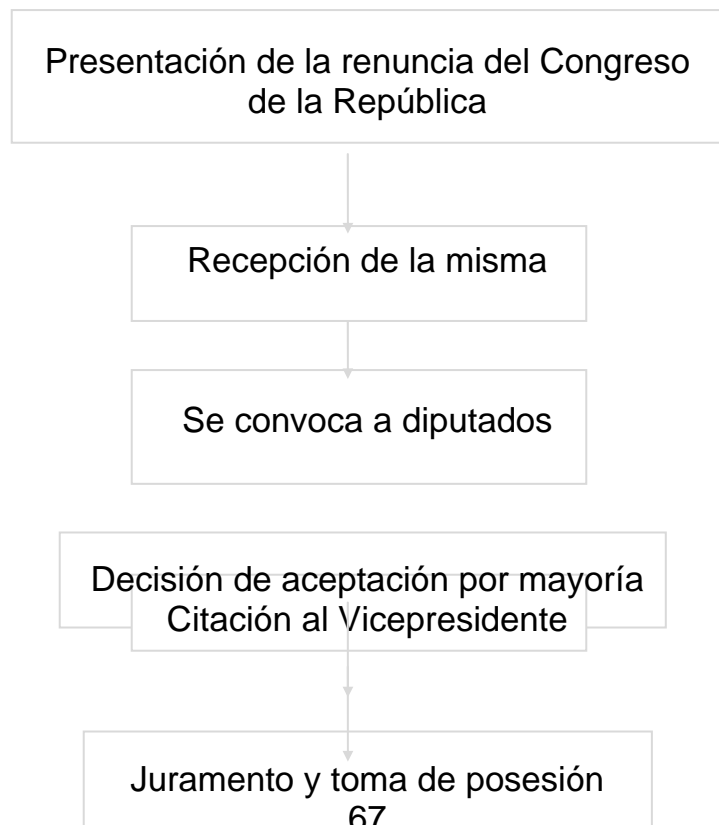 Presentación de la renuncia del Congreso
de la República
Recepción de la misma
Se convoca a diputados
Decisión de aceptación por mayoría
Citación al Vicepresidente
Juramento y toma de posesión
67